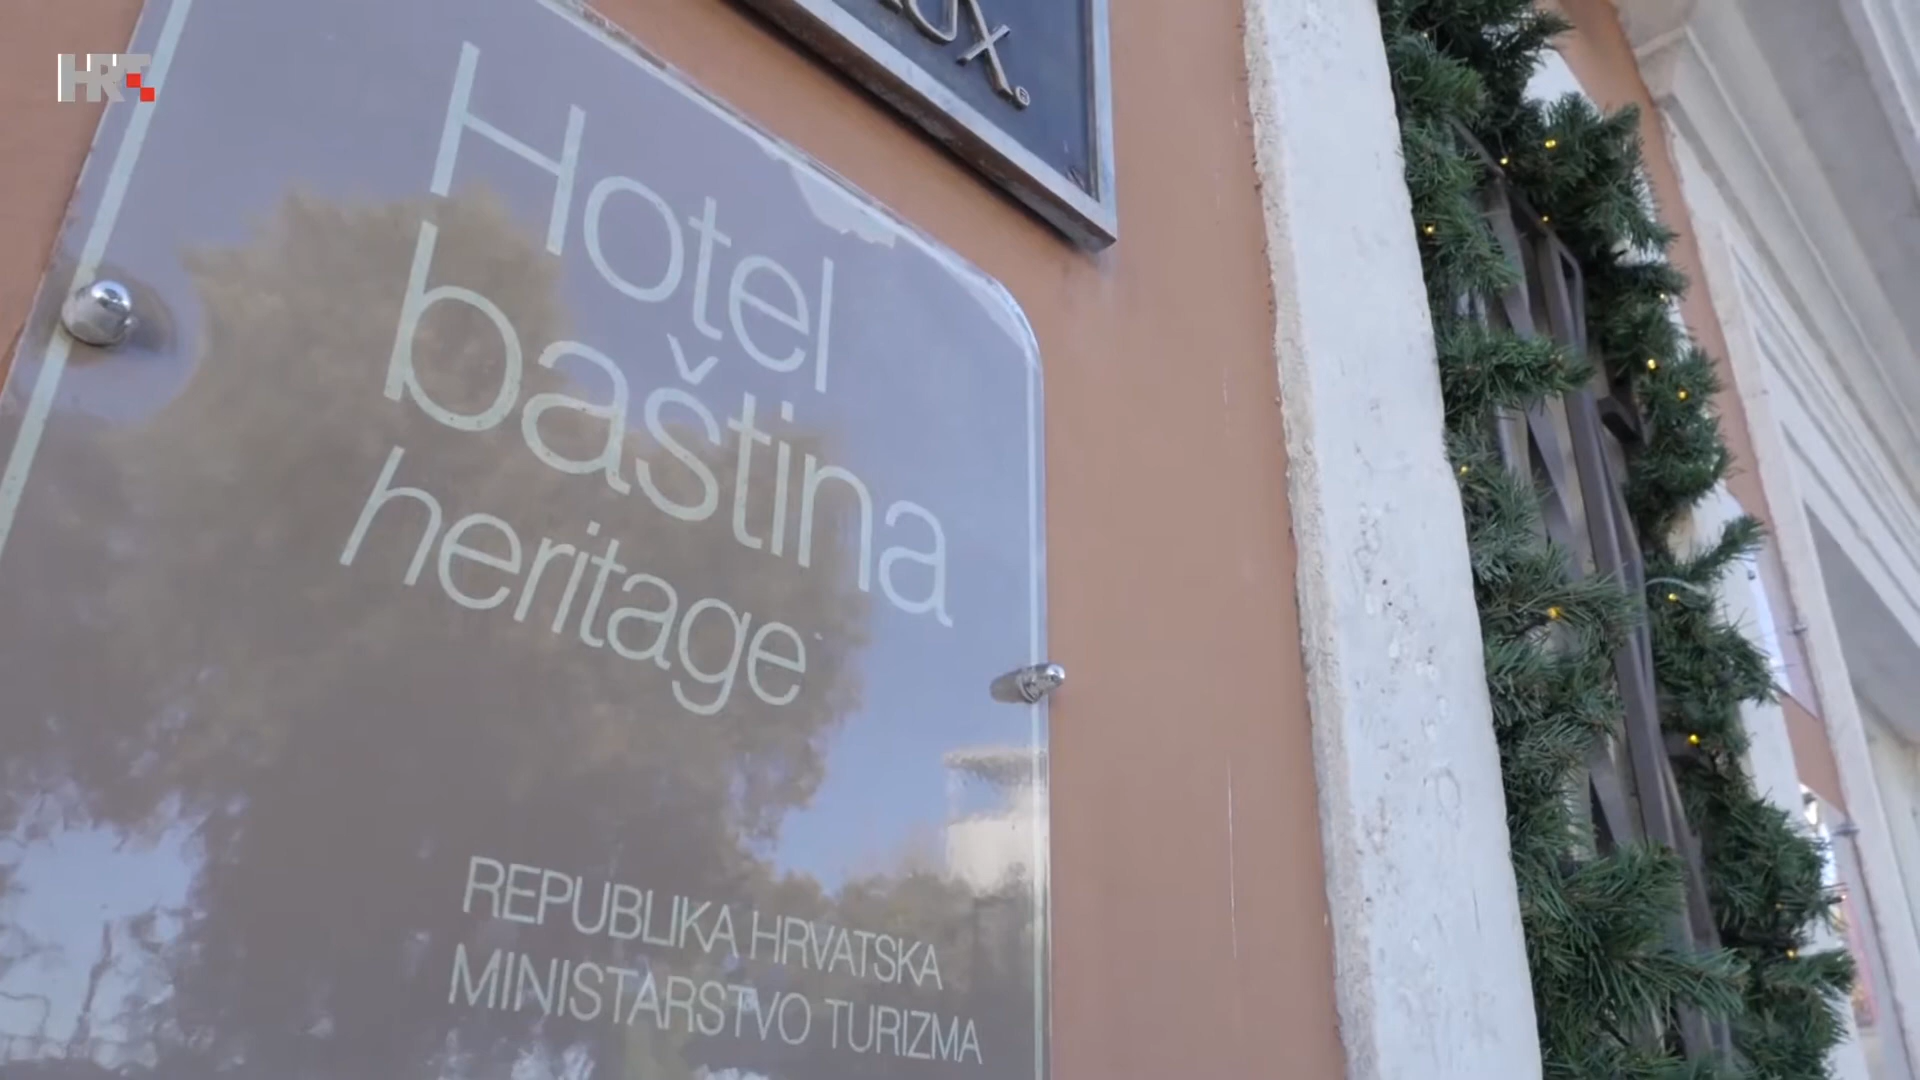 HRT
Hotel
baština
heritage
REPUBLIKA HRVATSKA
MINISTARSTVO TURIZMA